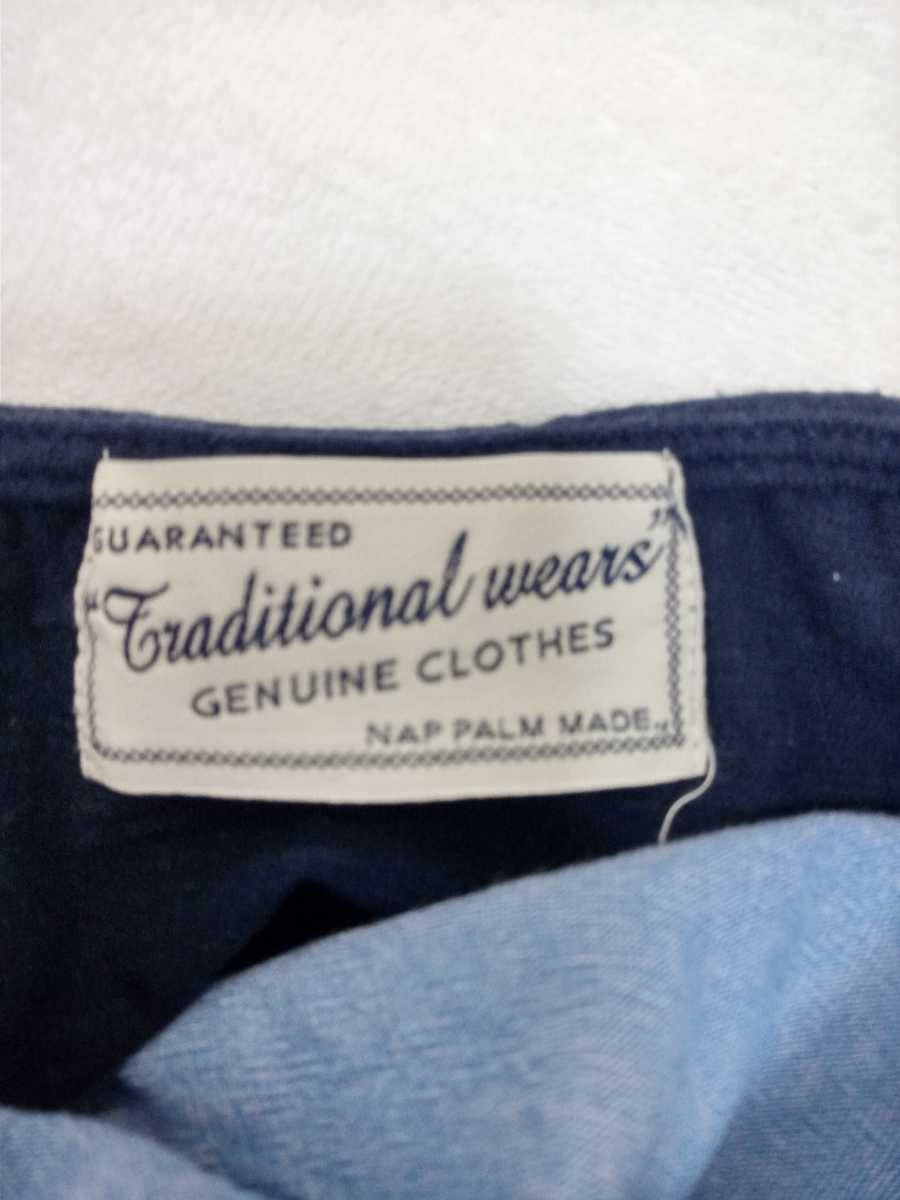 GUARANTEED
"Traditional wears"
GENUINE CLOTHES
NAP PALM MADE.,